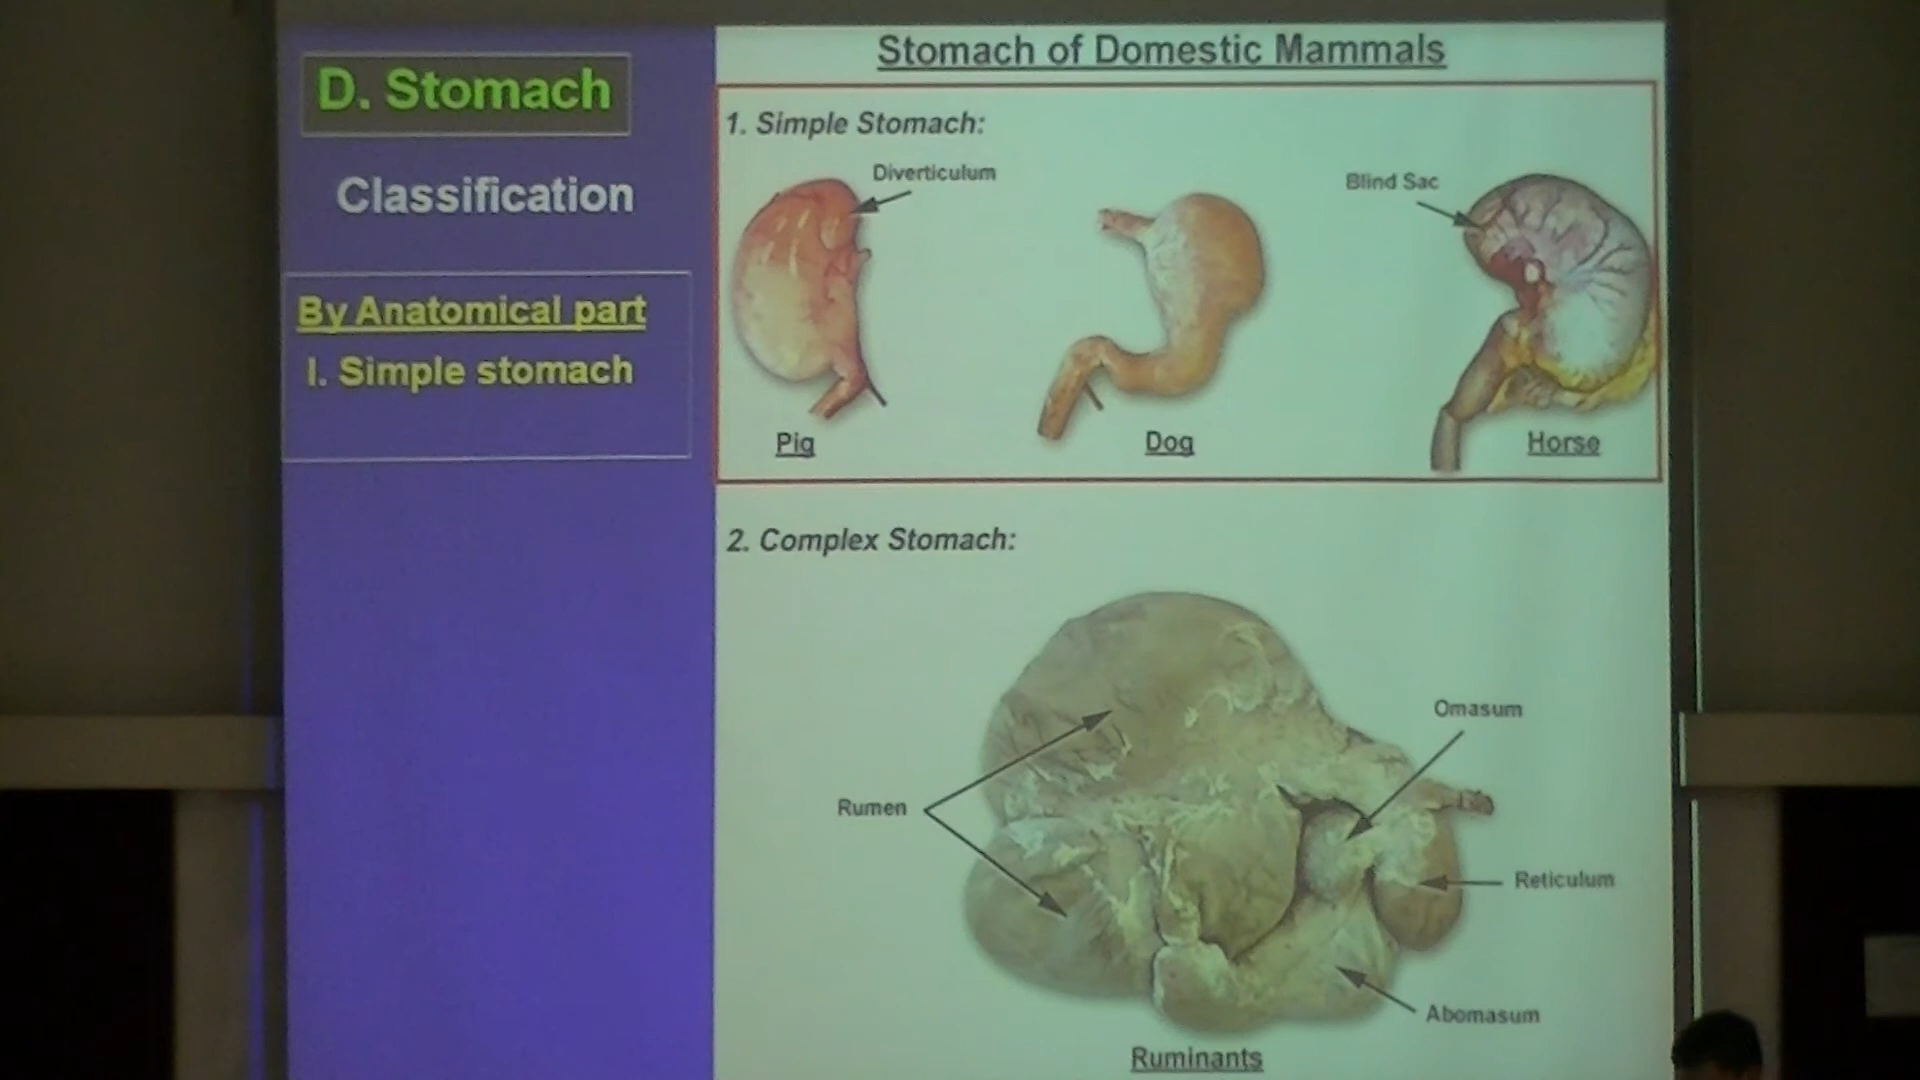 D. Stomach
Classification
By Anatomical part
I. Simple stomach
Stomach of Domestic Mammals
1. Simple Stomach:
Diverticulum
Blind Sac
Pig
Dog
Horse
2. Complex Stomach:
Omasum
Rumen
Reticulum
Abomasum
Ruminants